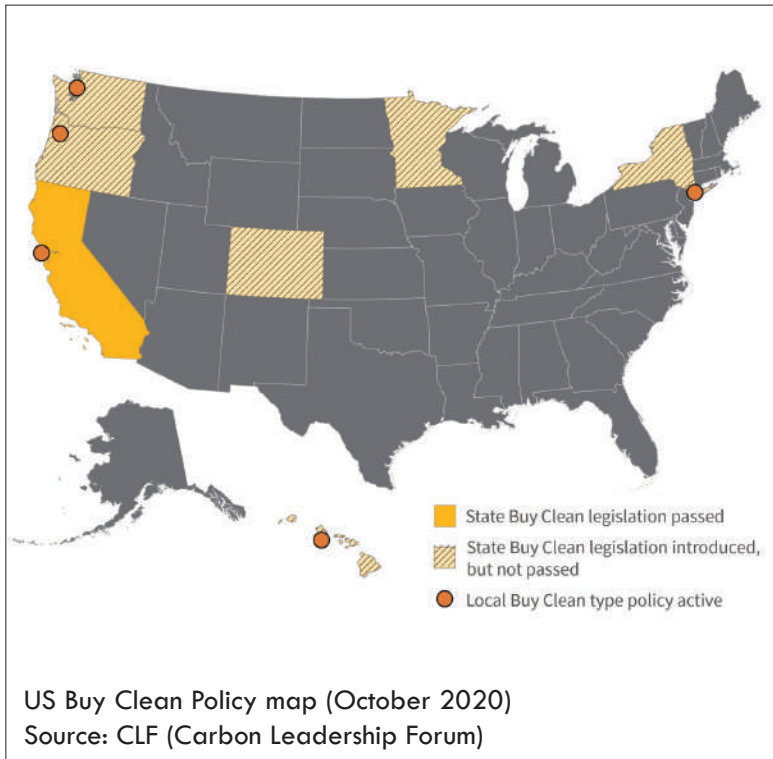 State Buy Clean legislation passed
State Buy Clean legislation introduced,
but not passed
Local Buy Clean type policy active
US Buy Clean Policy map (October 2020)
Source: CLF (Carbon Leadership Forum)